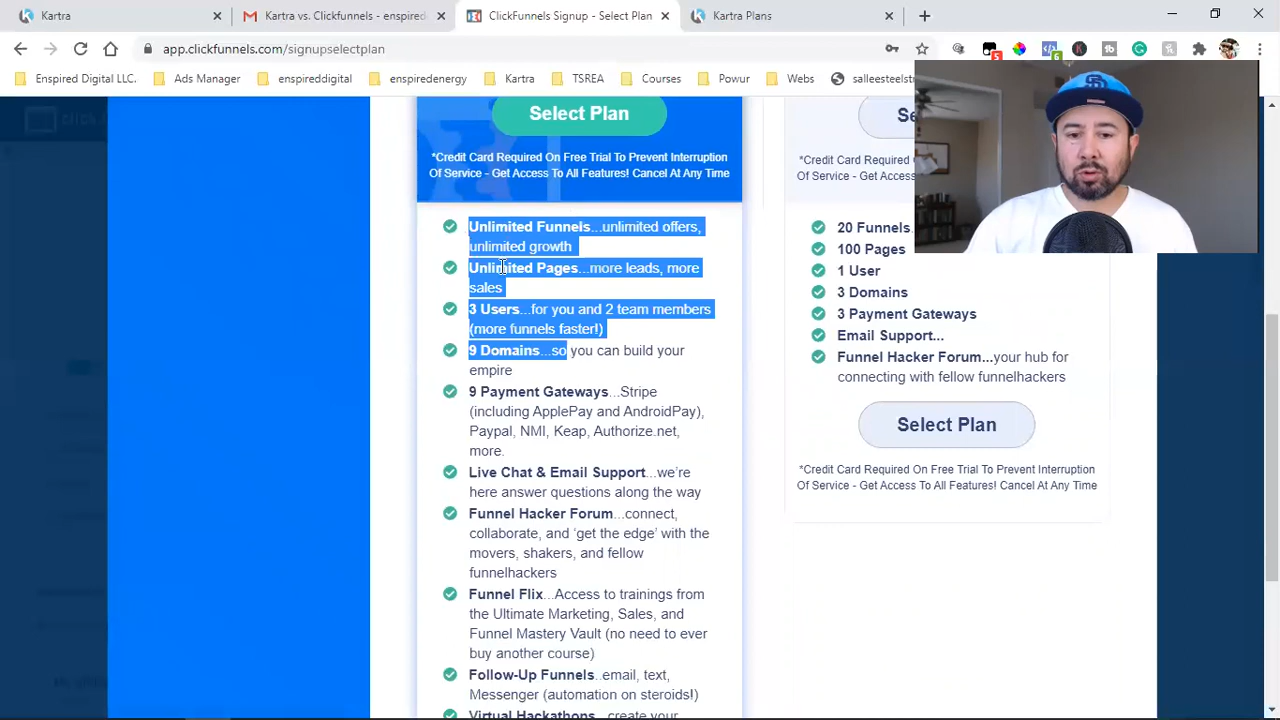 Kartra
Kartra vs. Clickfunnels - enspired
ClickFunnels Signup - Select Plan
Kartra Plans
app.clickfunnels.com/signupselectplan
5
6
Enspired Digital LLC.
Ads Manager
enspireddigital
enspiredenergy
Kartra
TSREA
Courses
Powur
Webs
salleesteelstr
Select Plan
*Credit Card Required On Free Trial To Prevent Interruption
Of Service - Get Access To All Features! Cancel At Any Time
Unlimited Funnels...unlimited offers,
unlimited growth
Unlimited Pages...more leads, more
sales
3 Users...for you and 2 team members
(more funnels faster!)
9 Domains...so you can build your
empire
9 Payment Gateways...Stripe
(including ApplePay and AndroidPay),
Paypal, NMI, Keap, Authorize.net,
more.
Live Chat & Email Support...we’re
here answer questions along the way
Funnel Hacker Forum...connect,
collaborate, and ‘get the edge’ with the
movers, shakers, and fellow
funnelhackers
Funnel Flix...Access to trainings from
the Ultimate Marketing, Sales, and
Funnel Mastery Vault (no need to ever
buy another course)
Follow-Up Funnels...email, text,
Messenger (automation on steroids!)
Virtual Hackathons...create your
*Credit Card Required
Of Service - Get Access
20 Funnels
100 Pages
1 User
3 Domains
3 Payment Gateways
Email Support...
Funnel Hacker Forum...your hub for
connecting with fellow funnelhackers
Select Plan
*Credit Card Required On Free Trial To Prevent Interruption
Of Service - Get Access To All Features! Cancel At Any Time